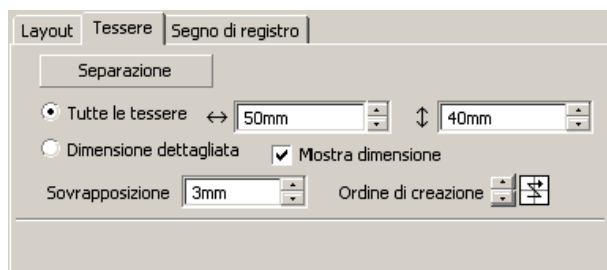 Layout Tessere Segno di registro
Separazione
Tutte le tessere ↔ 50mm ↕ 40mm
Dimensione dettagliata Mostra dimensione
Sovrapposizione 3mm Ordine di creazione